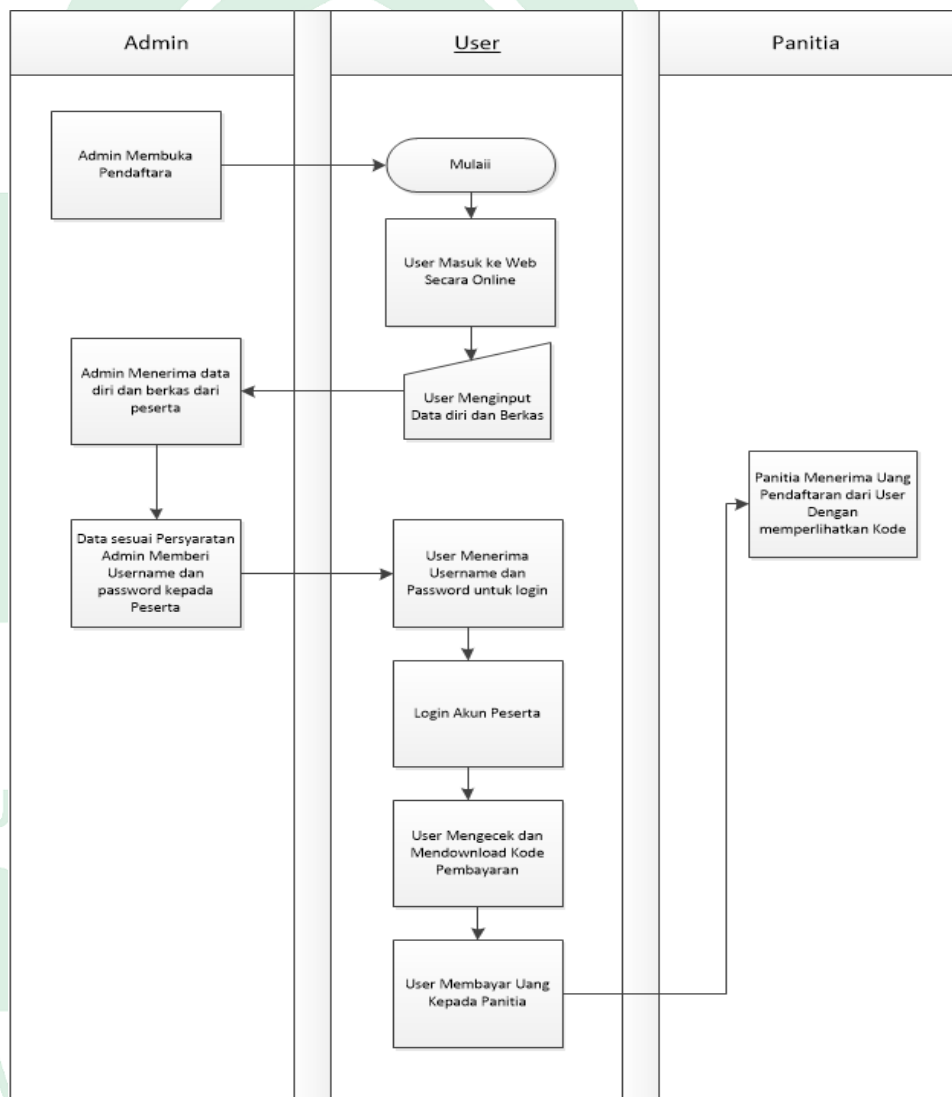 Admin
User
Panitia
Admin Membuka
Pendaftara
Mulaii
User Masuk ke Web
Secara Online
User Menginput
Data diri dan Berkas
Admin Menerima data
diri dan berkas dari
peserta
Data sesuai Persyaratan
Admin Memberi
Username dan
password kepada
Peserta
User Menerima
Username dan
Password untuk login
Login Akun Peserta
User Mengecek dan
Mendownload Kode
Pembayaran
User Membayar Uang
Kepada Panitia
Panitia Menerima Uang
Pendaftaran dari User
Dengan
memperlihatkan Kode